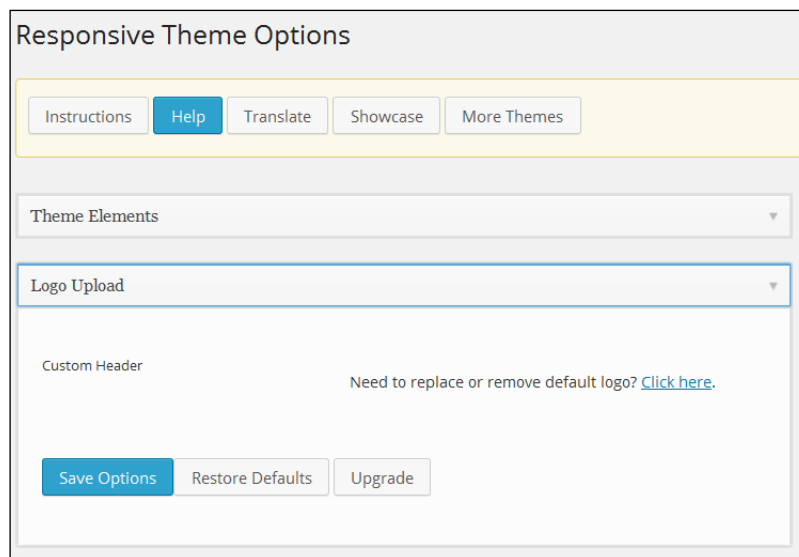 Responsive Theme Options
Instructions Help Translate Showcase More Themes
Theme Elements
Logo Upload
Custom Header
Need to replace or remove default logo? Click here.
Save Options Restore Defaults Upgrade